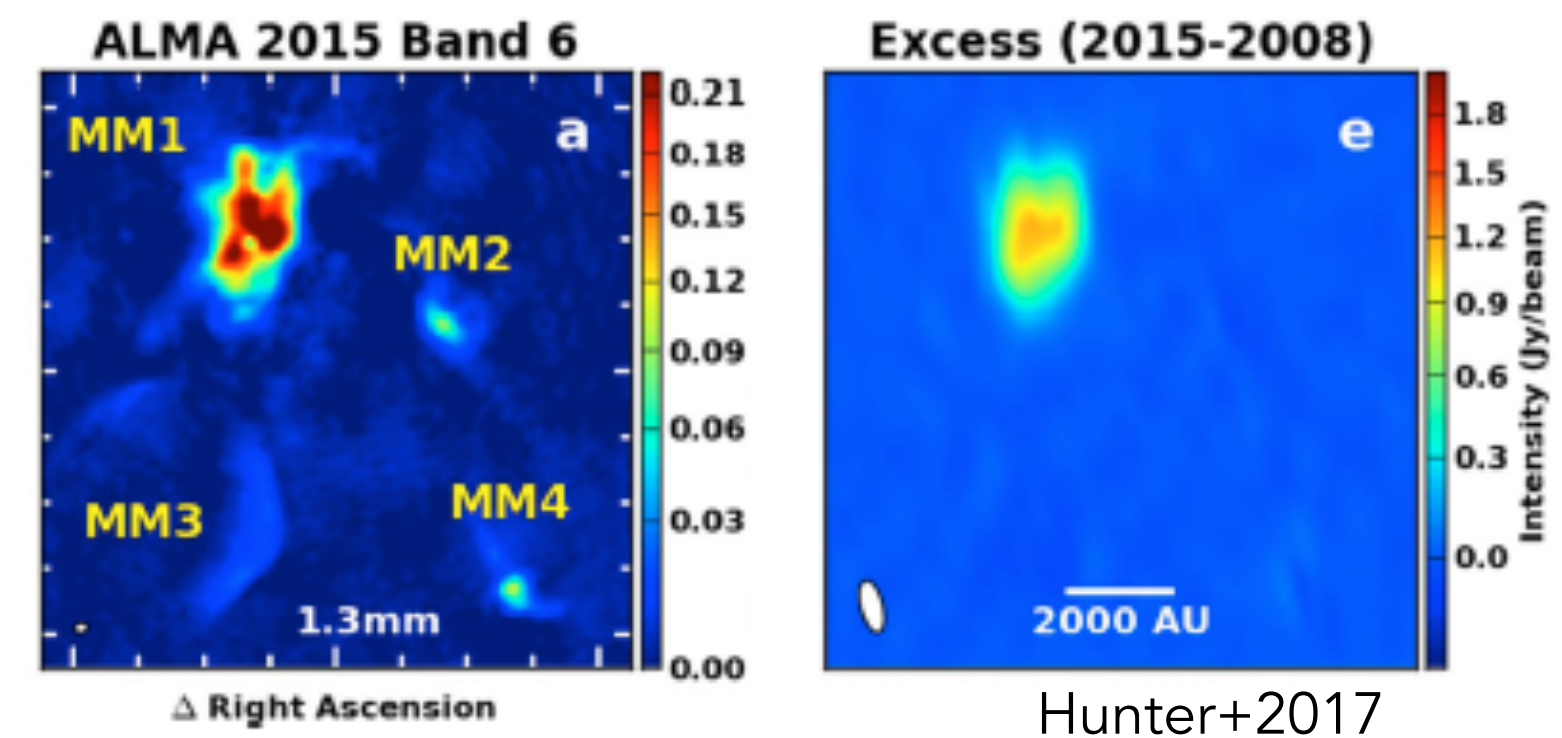 ALMA 2015 Band 6
MM1
a
MM2
MM3
MM4
1.3mm
0.21
0.18
0.15
0.12
0.09
0.06
0.03
0.00
Δ Right Ascension
Excess (2015-2008)
e
2000 AU
1.8
1.5
1.2
0.9
0.6
0.3
0.0
Intensity (Jy/beam)
Hunter+2017